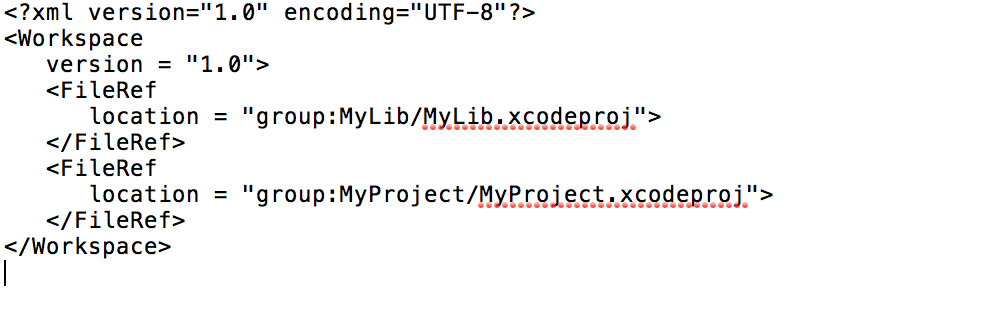 <?xml version="1.0" encoding="UTF-8"?>
<Workspace
   version = "1.0">
   <FileRef
      location = "group:MyLib/MyLib.xcodeproj">
   </FileRef>
   <FileRef
      location = "group:MyProject/MyProject.xcodeproj">
   </FileRef>
</Workspace>